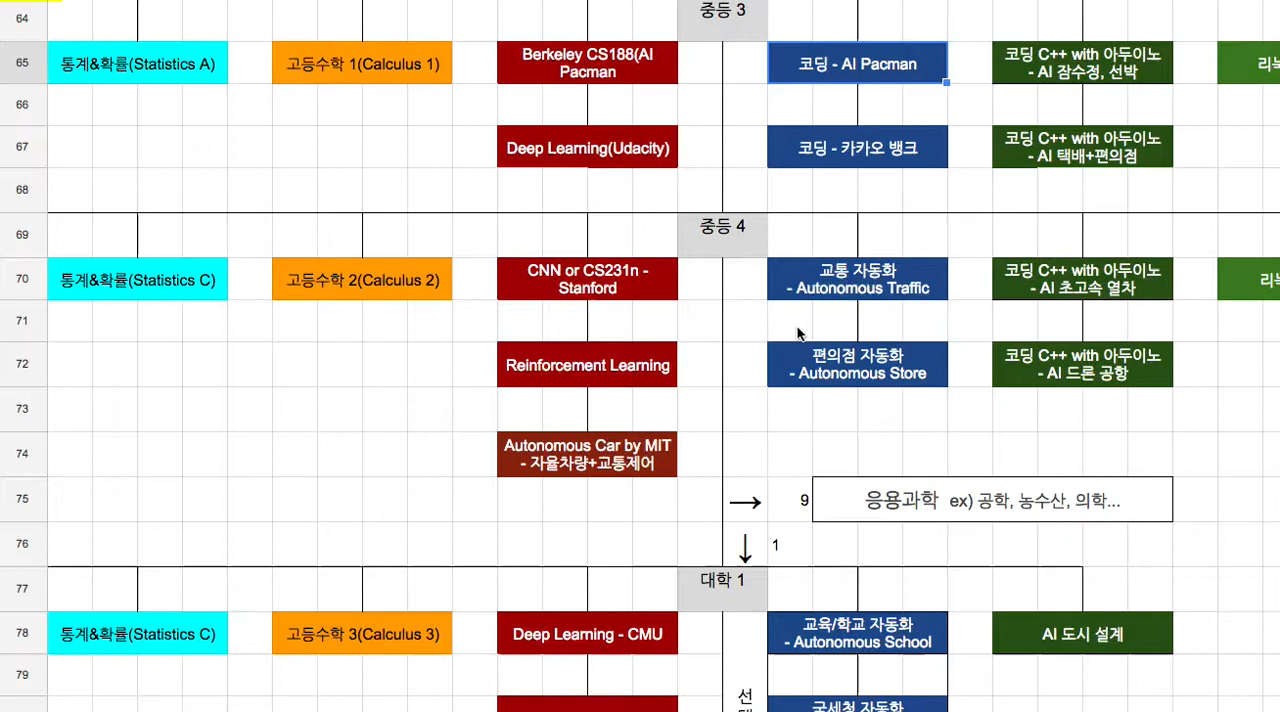 64
중등 3
65
통계&확률(Statistics A)
고등수학 1(Calculus 1)
Berkeley CS188(AI
Pacman
코딩 - AI Pacman
코딩 C++ with 아두이노
- AI 잠수정, 선박
66
67
Deep Learning(Udacity)
코딩 - 카카오 뱅크
코딩 C++ with 아두이노
- AI 택배+편의점
68
69
중등 4
70
통계&확률(Statistics C)
고등수학 2(Calculus 2)
CNN or CS231n -
Stanford
교통 자동화
- Autonomous Traffic
코딩 C++ with 아두이노
- AI 초고속 열차
71
72
Reinforcement Learning
편의점 자동화
- Autonomous Store
코딩 C++ with 아두이노
- AI 드론 공항
73
74
Autonomous Car by MIT
- 자율차량+교통제어
75
→
9
응용과학 ex) 공학, 농수산, 의학...
76
↓
1
77
대학 1
78
통계&확률(Statistics C)
고등수학 3(Calculus 3)
Deep Learning - CMU
교육/학교 자동화
- Autonomous School
AI 도시 설계
79
선
국세청 자동화